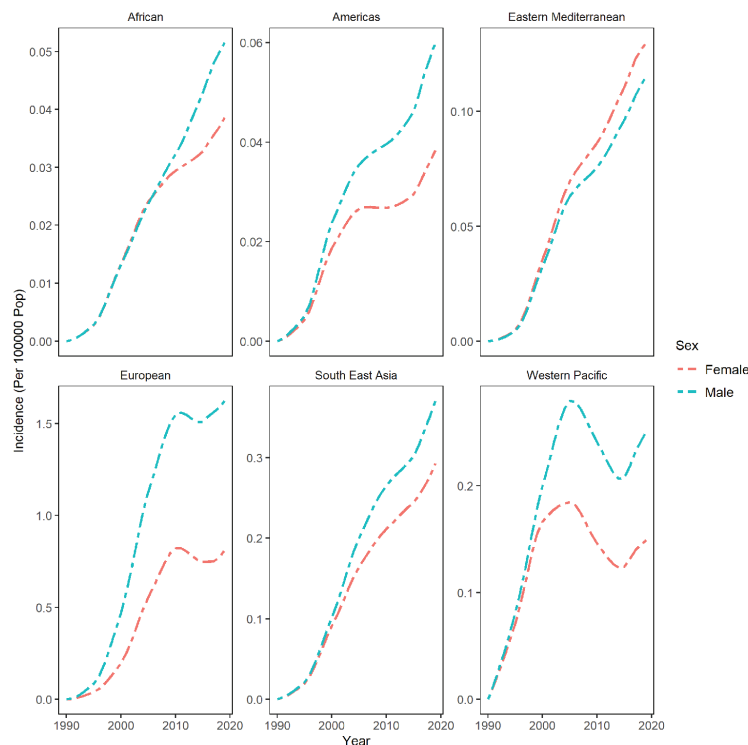 African
Americas
Eastern Mediterranean
0.05
0.04
0.03
0.02
0.01
0.00
0.06
0.04
0.02
0.00
0.10
0.05
0.00
European
South East Asia
Western Pacific
1.5
1.0
0.5
0.0
0.3
0.2
0.1
0.0
0.2
0.1
0.0
1990 2000 2010 2020
1990 2000 2010 2020
1990 2000 2010 2020
Incidence (Per 100000 Pop)
Year
Sex
Female
Male